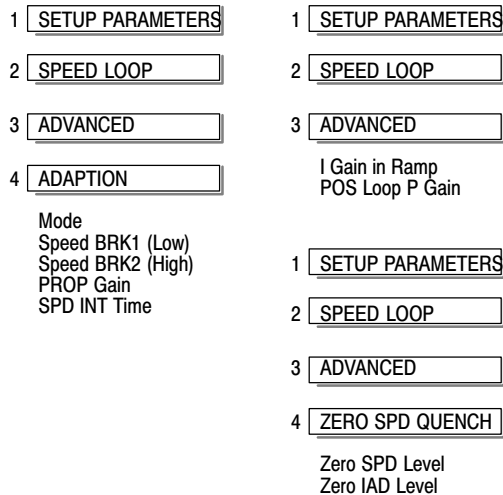 1 SETUP PARAMETERS
2 SPEED LOOP
3 ADVANCED
4 ADAPTION
Mode
Speed BRK1 (Low)
Speed BRK2 (High)
PROP Gain
SPD INT Time
1 SETUP PARAMETERS
2 SPEED LOOP
3 ADVANCED
I Gain in Ramp
POS Loop P Gain
1 SETUP PARAMETERS
2 SPEED LOOP
3 ADVANCED
4 ZERO SPD QUENCH
Zero SPD Level
Zero IAD Level